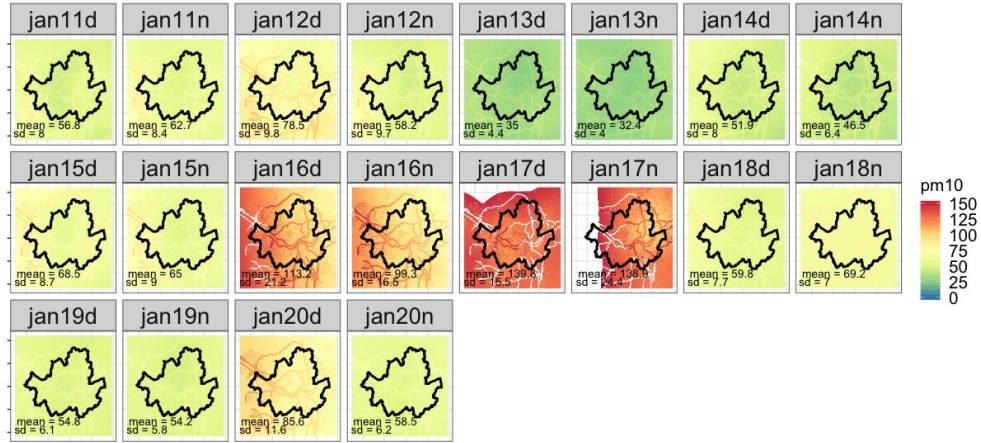 jan11d jan11n jan12d jan12n jan13d jan13n jan14d jan14n
mean = 56.8 mean = 62.7 mean = 78.5 mean = 58.2 mean = 35 mean = 32.4 mean = 51.9 mean = 46.5
sd = 8 sd = 8.4 sd = 9.8 sd = 9.7 sd = 4.4 sd = 4 sd = 8 sd = 6.4
jan15d jan15n jan16d jan16n jan17d jan17n jan18d jan18n
mean = 68.5 mean = 65 mean = 113.2 mean = 99.3 mean = 139.8 mean = 138.9 mean = 59.8 mean = 69.2
sd = 8.7 sd = 9 sd = 21.2 sd = 16.5 sd = 15.5 sd = 24.4 sd = 7.7 sd = 7
pm10
150
125
100
75
50
25
0
jan19d jan19n jan20d jan20n
mean = 54.8 mean = 54.2 mean = 85.6 mean = 58.5
sd = 6.1 sd = 5.8 sd = 11.6 sd = 6.2